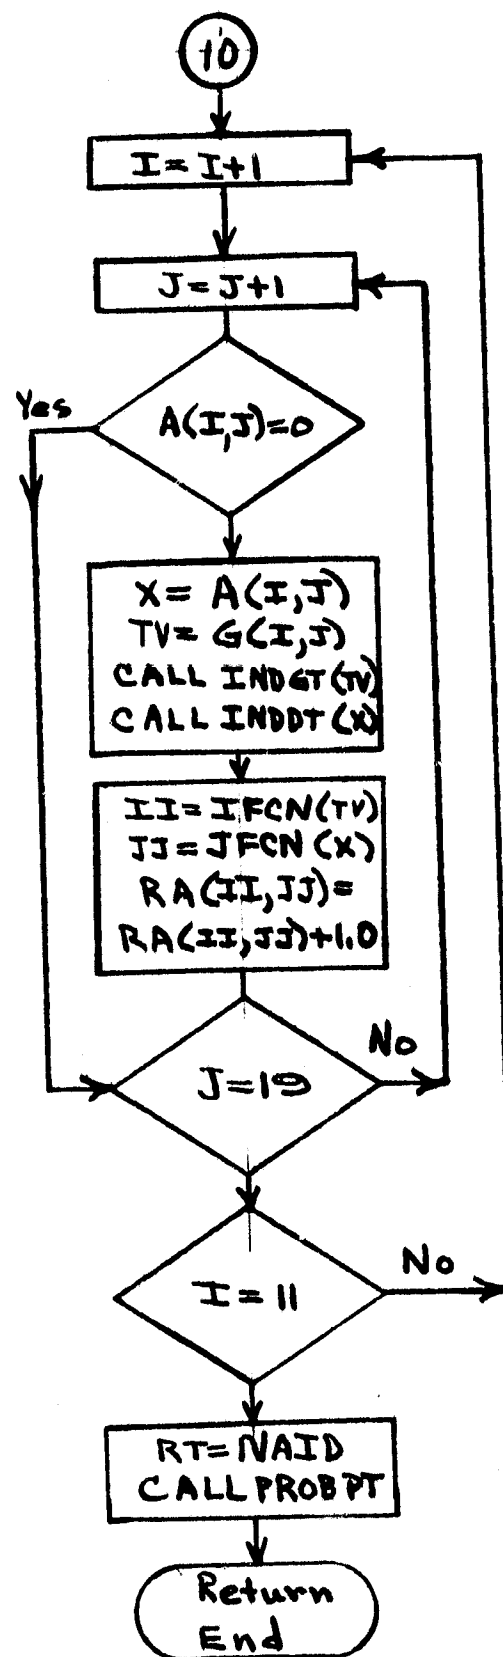 10
I=I+1
J=J+1
Yes
A(I,J)=0
X=A(I,J)
TV=G(I,J)
CALL INDGT(TV)
CALL INDDT(X)
II=IFCN(TV)
JJ=JFCN(X)
RA(II,JJ)=
RA(II,JJ)+1.0
No
J=19
No
I=11
RT=NAID
CALL PROBPT
Return
End